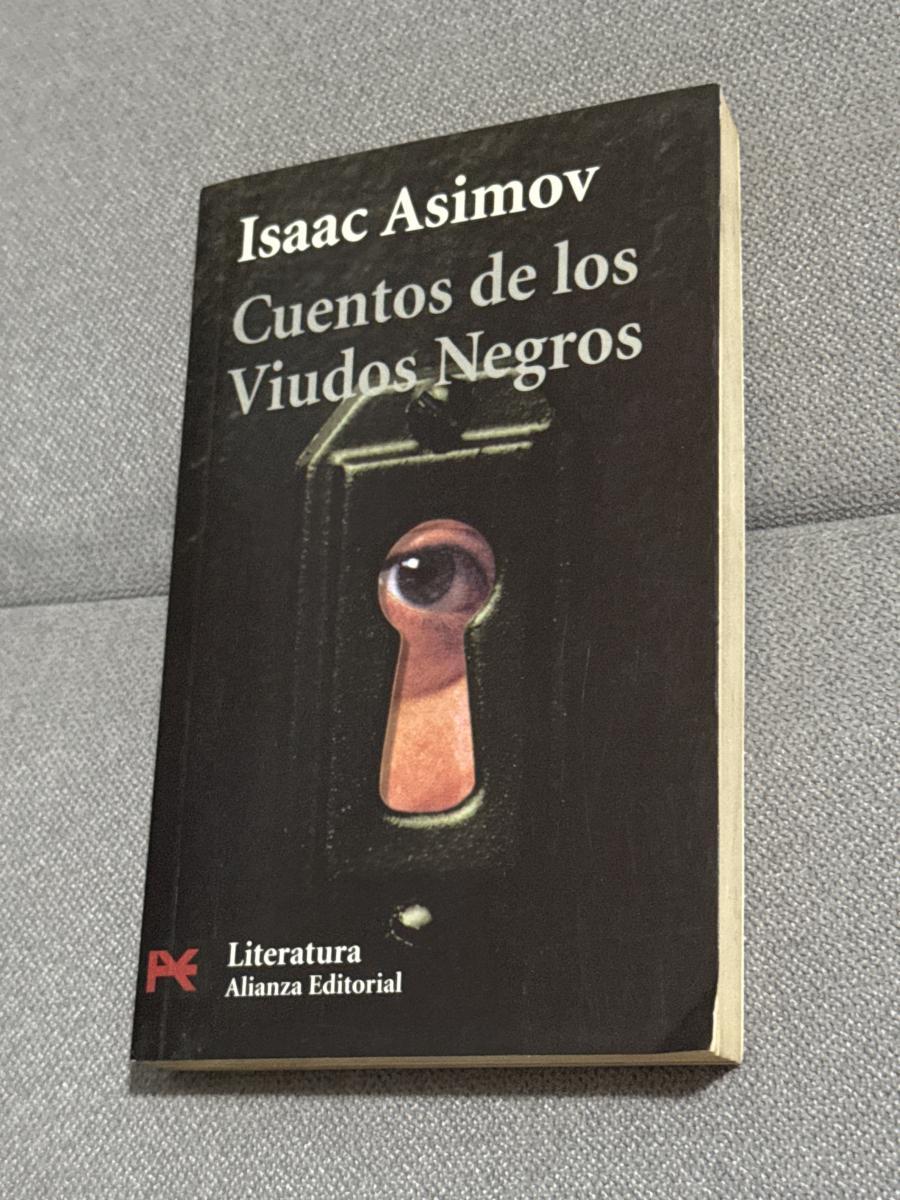 Isaac Asimov
Cuentos de los
Viudos Negros
Literatura
Alianza Editorial